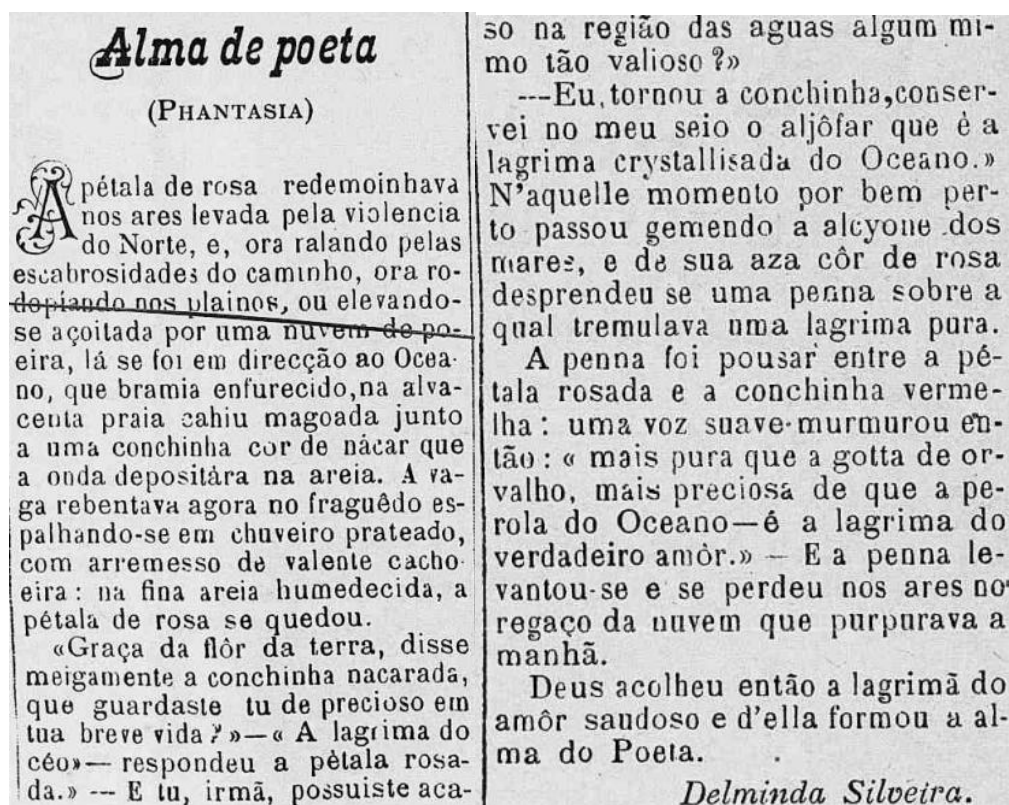 Alma de poeta
(PHANTASIA)
A pétala de rosa redemoinhava
nos ares levada pela violencia
do Norte, e, ora ralando pelas
escabrosidades do caminho, ora ro-
dopiando nos plainos, ou elevando-
se açoitada por uma nuvem de po-
eira, lá se foi em direcção ao Ocea-
no, que bramia enfurecido, na alva-
centa praia cahiu magoada junto
a uma conchinha cor de nácar que
a onda depositára na areia. A va-
ga rebentava agora no fraguêdo es-
palhando-se em chuveiro prateado,
com arremesso de valente cacho-
eira: na fina areia humedecida, a
pétala de rosa se quedou.
«Graça da flôr da terra, disse
meigamente a conchinha nacarada,
que guardaste tu de precioso em
tua breve vida?»—« A lagrima do
céo»— respondeu a pétala rosa-
da.» --- E tu, irmã, possuiste aca-
so na região das aguas algum mi-
mo tão valioso?»
---Eu, tornou a conchinha, conser-
vei no meu seio o aljôfar que é a
lagrima crystallisada do Oceano.»
N'aquelle momento por bem per-
to passou gemendo a alcyone dos
mares, e de sua aza côr de rosa
desprendeu se uma penna sobre a
qual tremulava uma lagrima pura.
A penna foi pousar entre a pé-
tala rosada e a conchinha verme-
lha: uma voz suave murmurou en-
tão: « mais pura que a gotta de or-
valho, mais preciosa de que a pe-
rola do Oceano—é a lagrima do
verdadeiro amôr.» — E a penna le-
vantou-se e se perdeu nos ares no
regaço da nuvem que purpurava a
manhã.
Deus acolheu então a lagrimã do
amôr saudoso e d'ella formou a al-
ma do Poeta.
Delminda Silveira.